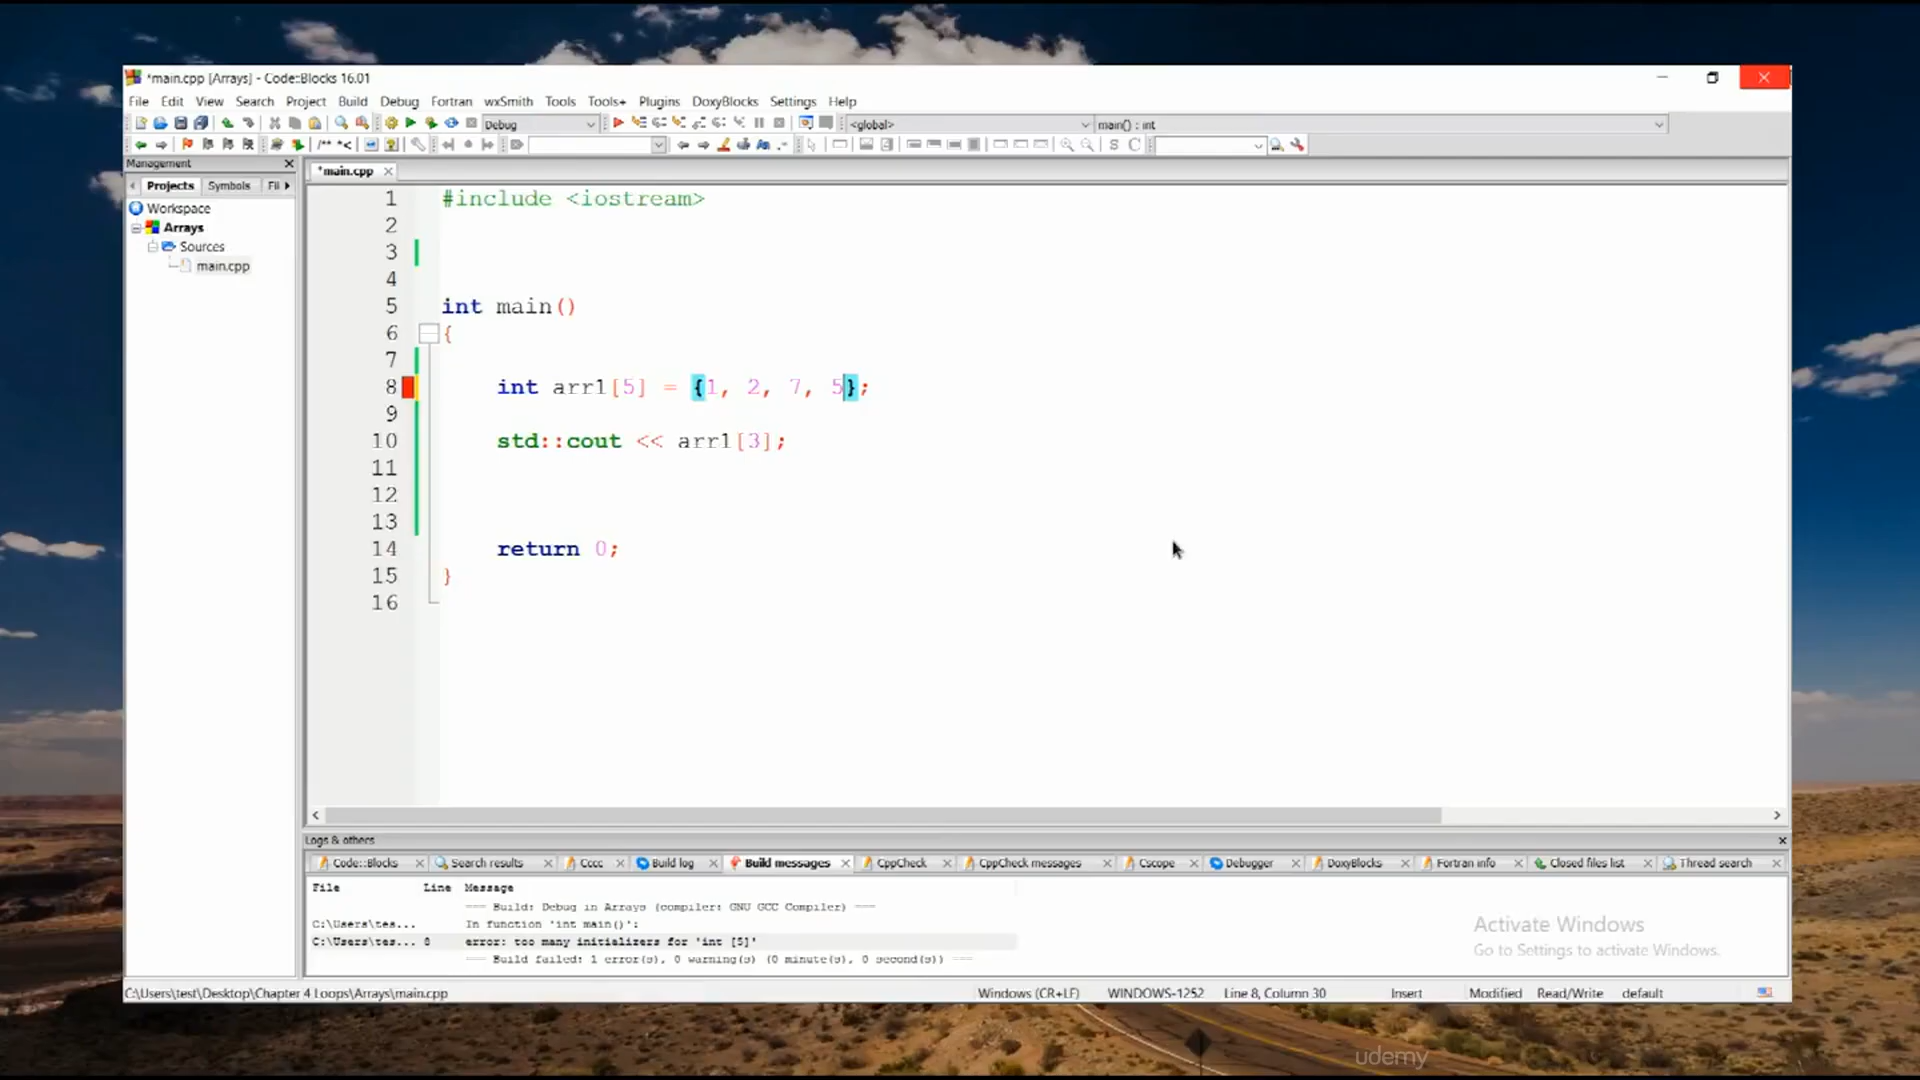 *main.cpp [Arrays] - Code::Blocks 16.01
File Edit View Search Project Build Debug Fortran wxSmith Tools Tools+ Plugins DoxyBlocks Settings Help
Debug <global> main() : int
/** *< S C
Management
*main.cpp
Projects Symbols Fil
Workspace
Arrays
Sources
main.cpp
1 #include <iostream>
2
3
4
5 int main()
6 {
7
8 int arr1[5] = {1, 2, 7, 5};
9
10 std::cout << arr1[3];
11
12
13
14 return 0;
15 }
16
Logs & others
Code::Blocks Search results Cccc Build log Build messages CppCheck CppCheck messages Cscope Debugger DoxyBlocks Fortran info Closed files list Thread search
File Line Message
=== Build: Debug in Arrays (compiler: GNU GCC Compiler) ===
C:\Users\tes... In function 'int main()':
C:\Users\tes... 8 error: too many initializers for 'int [5]'
=== Build failed: 1 error(s), 0 warning(s) (0 minute(s), 0 second(s)) ===
Activate Windows
Go to Settings to activate Windows.
C:\Users\test\Desktop\Chapter 4 Loops\Arrays\main.cpp Windows (CR+LF) WINDOWS-1252 Line 8, Column 30 Insert Modified Read/Write default
udemy